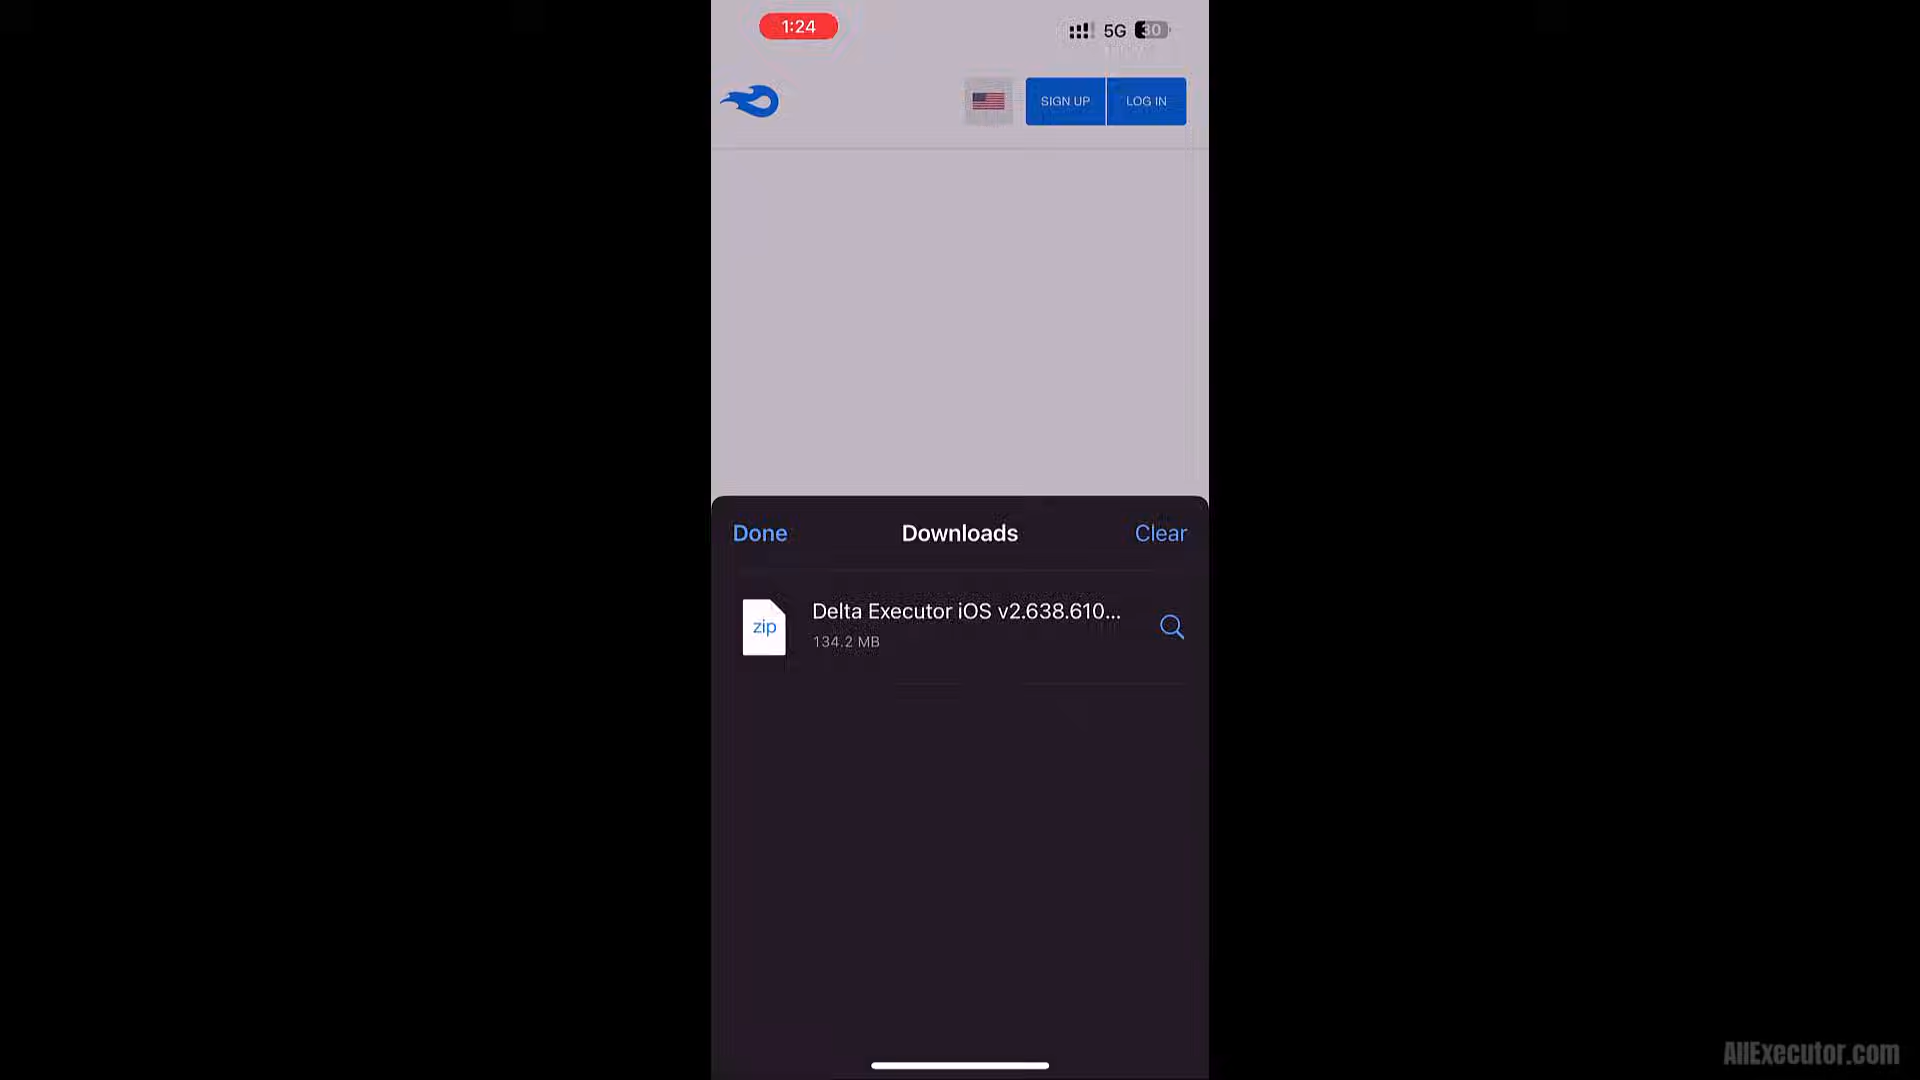 1:24
5G 30
SIGN UP LOG IN
Done Downloads Clear
zip Delta Executor iOS v2.638.610...
134.2 MB
AllExecutor.com